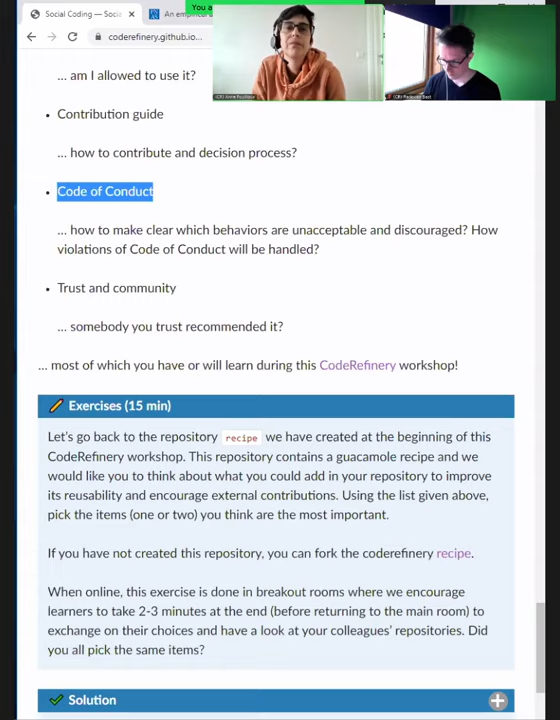 You a
Social Coding — Socia
An empirical
coderefinery.github.io...
(CR) Anne Fouilloux
(CR) Radovan Bast
... am I allowed to use it?
• Contribution guide
... how to contribute and decision process?
• Code of Conduct
... how to make clear which behaviors are unacceptable and discouraged? How
violations of Code of Conduct will be handled?
• Trust and community
... somebody you trust recommended it?
... most of which you have or will learn during this CodeRefinery workshop!
Exercises (15 min)
Let's go back to the repository recipe we have created at the beginning of this
CodeRefinery workshop. This repository contains a guacamole recipe and we
would like you to think about what you could add in your repository to improve
its reusability and encourage external contributions. Using the list given above,
pick the items (one or two) you think are the most important.
If you have not created this repository, you can fork the coderefinery recipe.
When online, this exercise is done in breakout rooms where we encourage
learners to take 2-3 minutes at the end (before returning to the main room) to
exchange on their choices and have a look at your colleagues' repositories. Did
you all pick the same items?
Solution